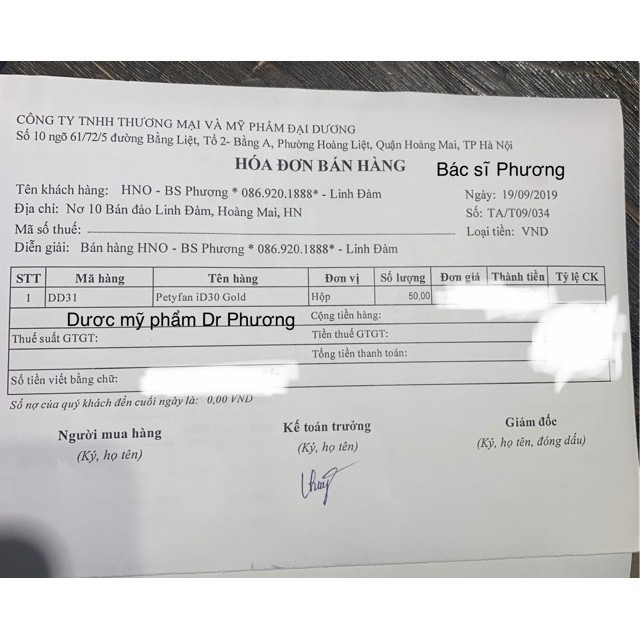 CÔNG TY TNHH THƯƠNG MẠI VÀ MỸ PHẨM ĐẠI DƯƠNG
Số 10 ngõ 61/72/5 đường Bằng Liệt, Tổ 2- Bằng A, Phường Hoàng Liệt, Quận Hoàng Mai, TP Hà Nội
HÓA ĐƠN BÁN HÀNG
Bác sĩ Phương
Tên khách hàng: HNO - BS Phương * 086.920.1888* - Linh Đàm
Ngày: 19/09/2019
Địa chỉ: Nơ 10 Bán đảo Linh Đàm, Hoàng Mai, HN
Số: TA/T09/034
Mã số thuế:
Loại tiền: VND
Diễn giải: Bán hàng HNO - BS Phương * 086.920.1888* - Linh Đàm
STT Mã hàng Tên hàng Đơn vị Số lượng Đơn giá Thành tiền Tỷ lệ CK
1 DD31 Petyfan iD30 Gold Hộp 50,00
Dược mỹ phẩm Dr Phương
Cộng tiền hàng:
Thuế suất GTGT: Tiền thuế GTGT:
Tổng tiền thanh toán:
Số tiền viết bằng chữ:
Số nợ của quý khách đến cuối ngày là: 0,00 VND
Người mua hàng Kế toán trưởng Giám đốc
(Ký, họ tên) (Ký, họ tên) (Ký, họ tên, đóng dấu)